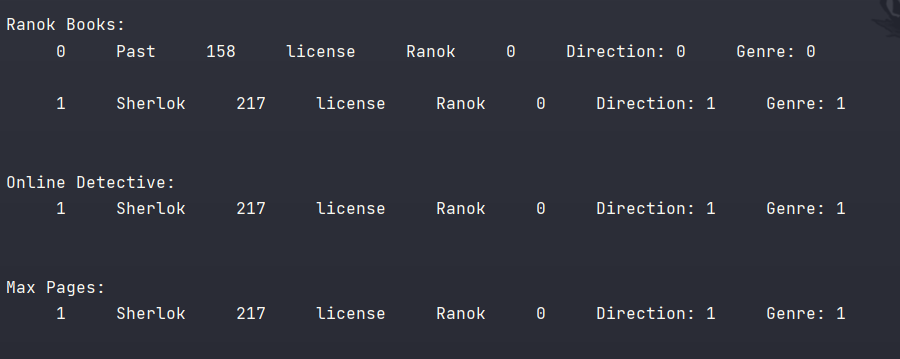 Ranok Books:
0 Past 158 license Ranok 0 Direction: 0 Genre: 0
1 Sherlok 217 license Ranok 0 Direction: 1 Genre: 1
Online Detective:
1 Sherlok 217 license Ranok 0 Direction: 1 Genre: 1
Max Pages:
1 Sherlok 217 license Ranok 0 Direction: 1 Genre: 1